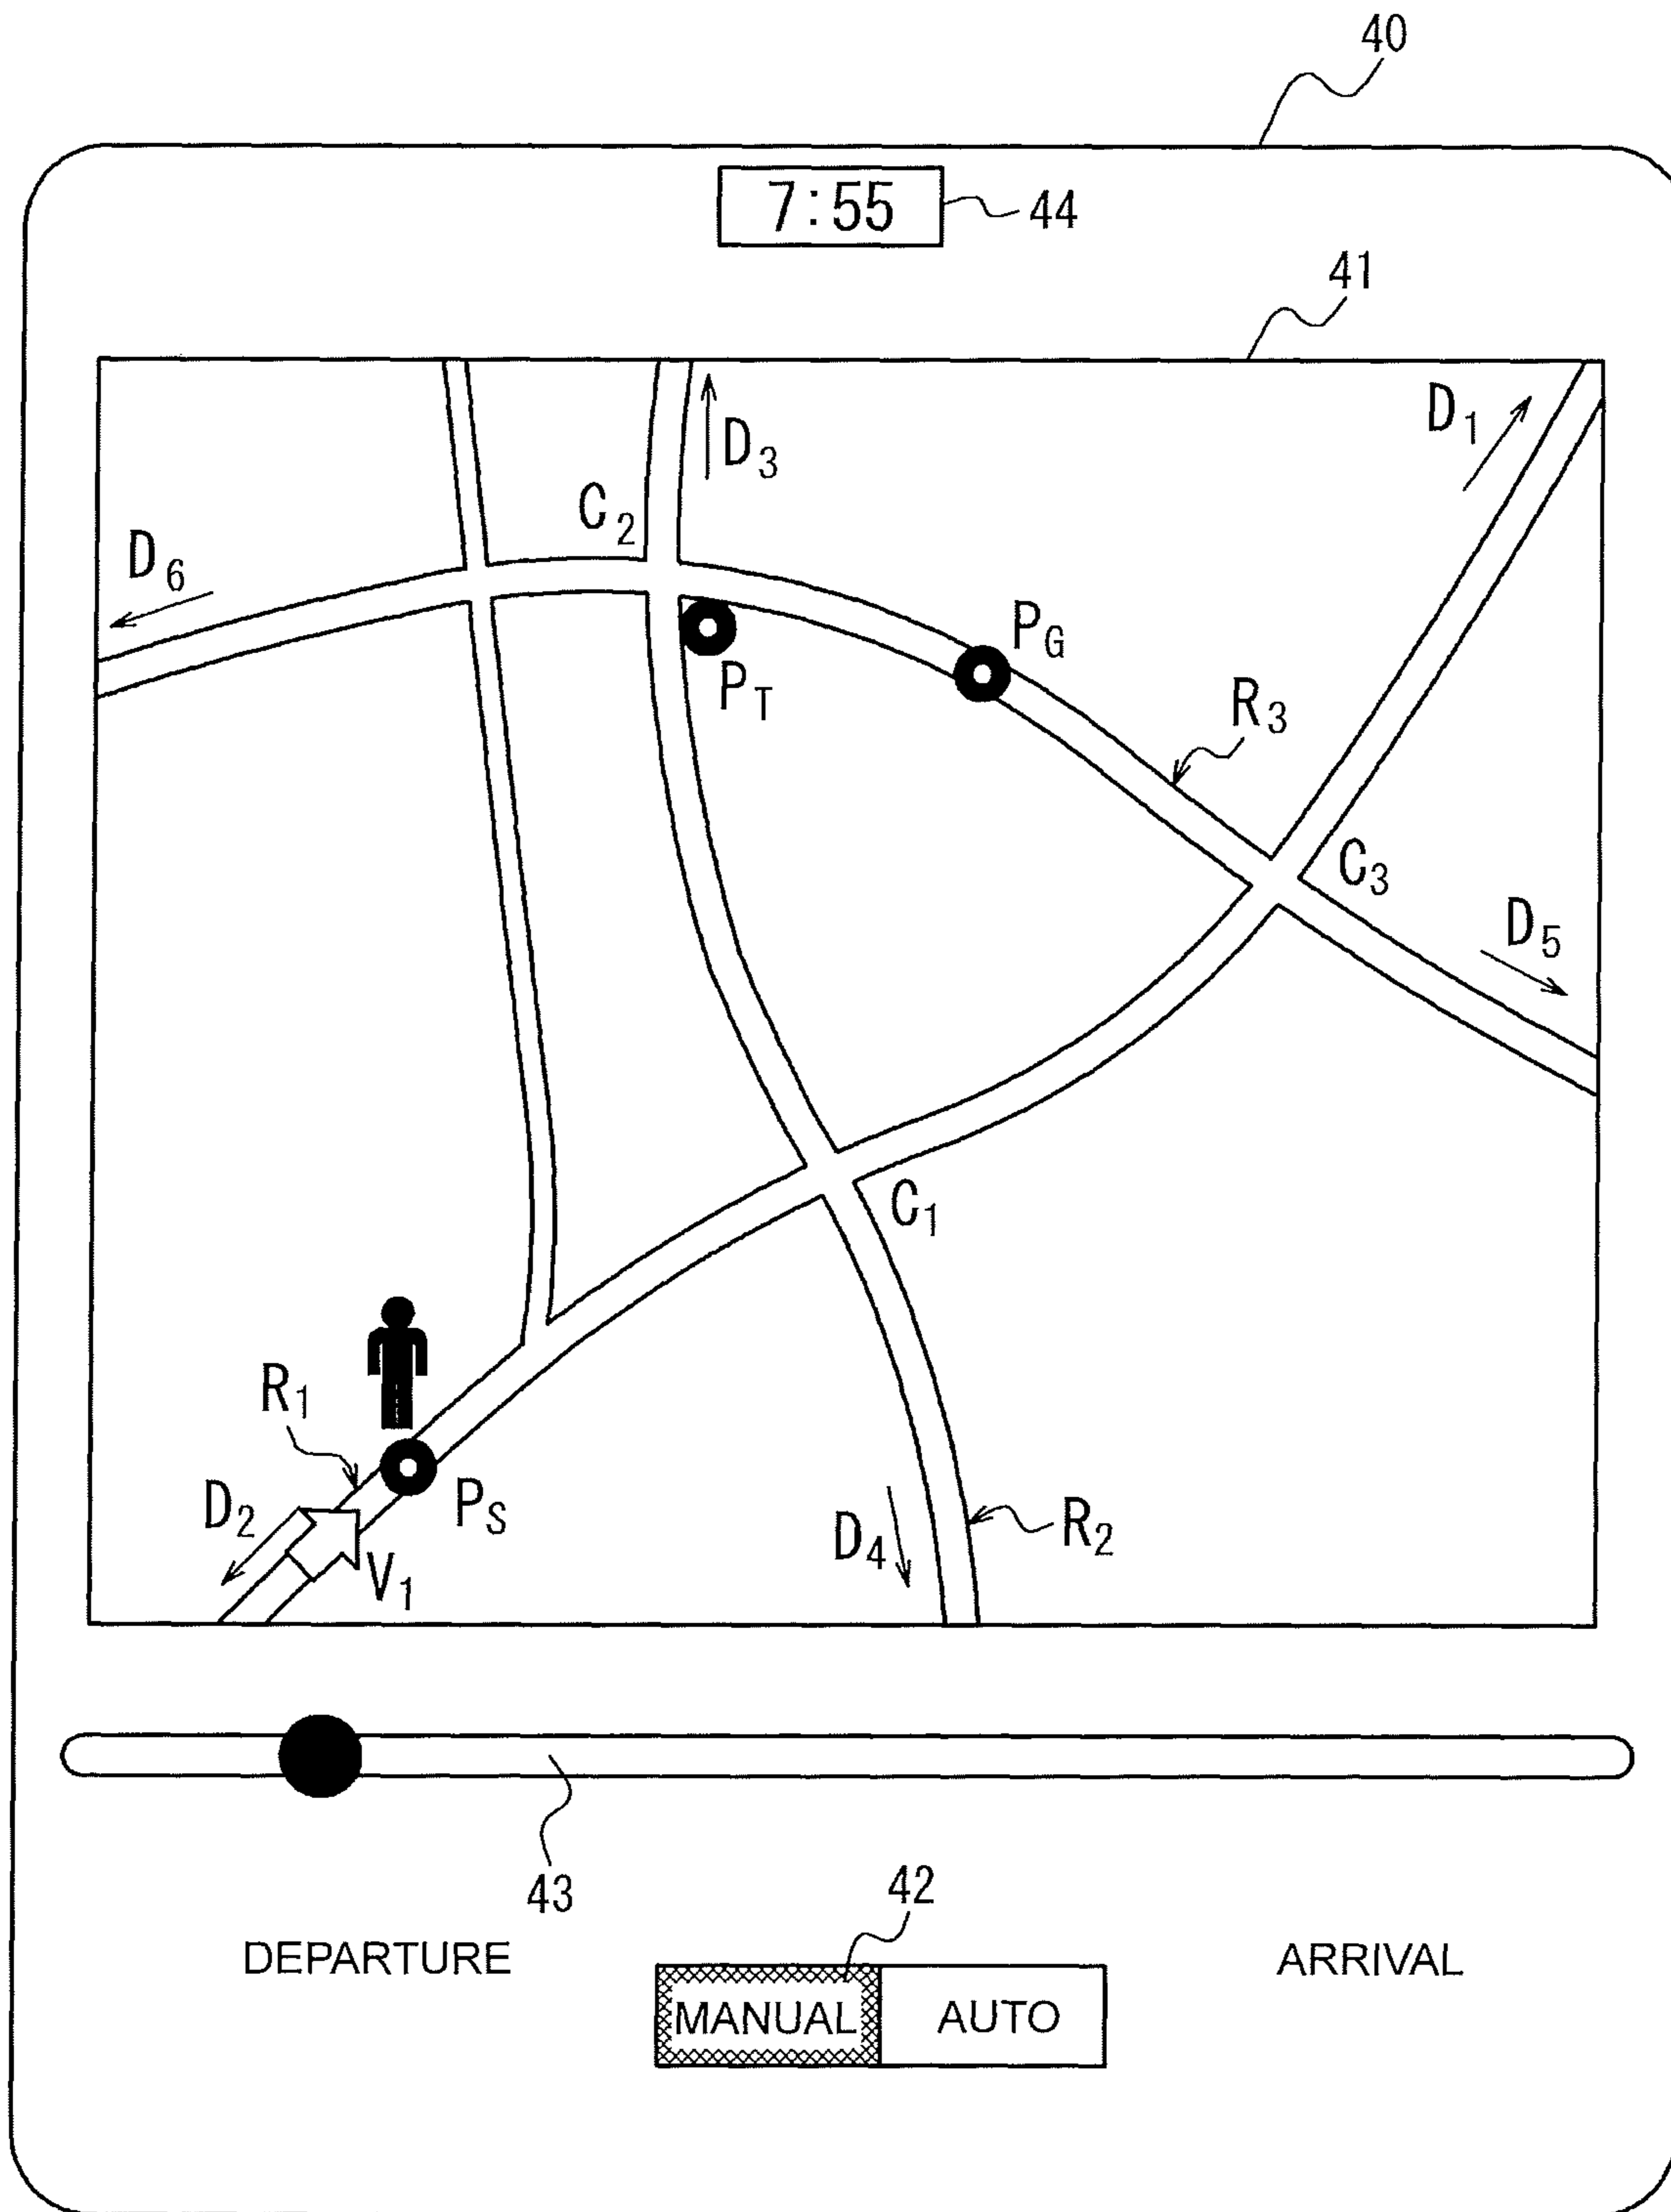 40
7:55
44
41
D1
D3
C2
D6
PG
PT
R3
C3
D5
C1
R1
D2
PS
D4
R2
V1
43
42
DEPARTURE
ARRIVAL
MANUAL
AUTO